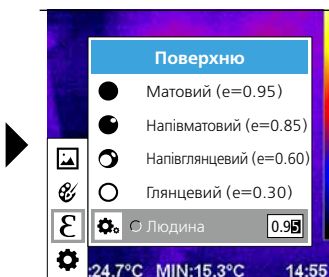 Поверхню
Матовий (e=0.95)
Напівматовий (e=0.85)
Напівглянцевий (e=0.60)
Глянцевий (e=0.30)
Людина 0.95
ε
:24.7°C MIN:15.3°C 14:55